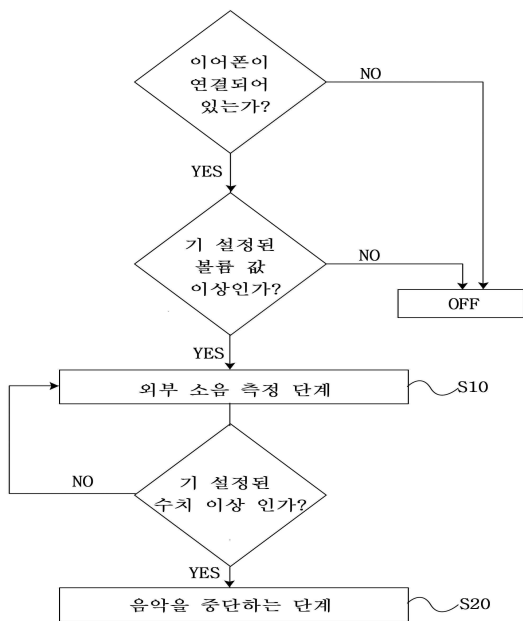 이어폰이
연결되어
있는가?
NO
YES
기 설정된
볼륨 값
이상인가?
NO
OFF
YES
외부 소음 측정 단계
S10
기 설정된
수치 이상 인가?
NO
YES
음악을 중단하는 단계
S20